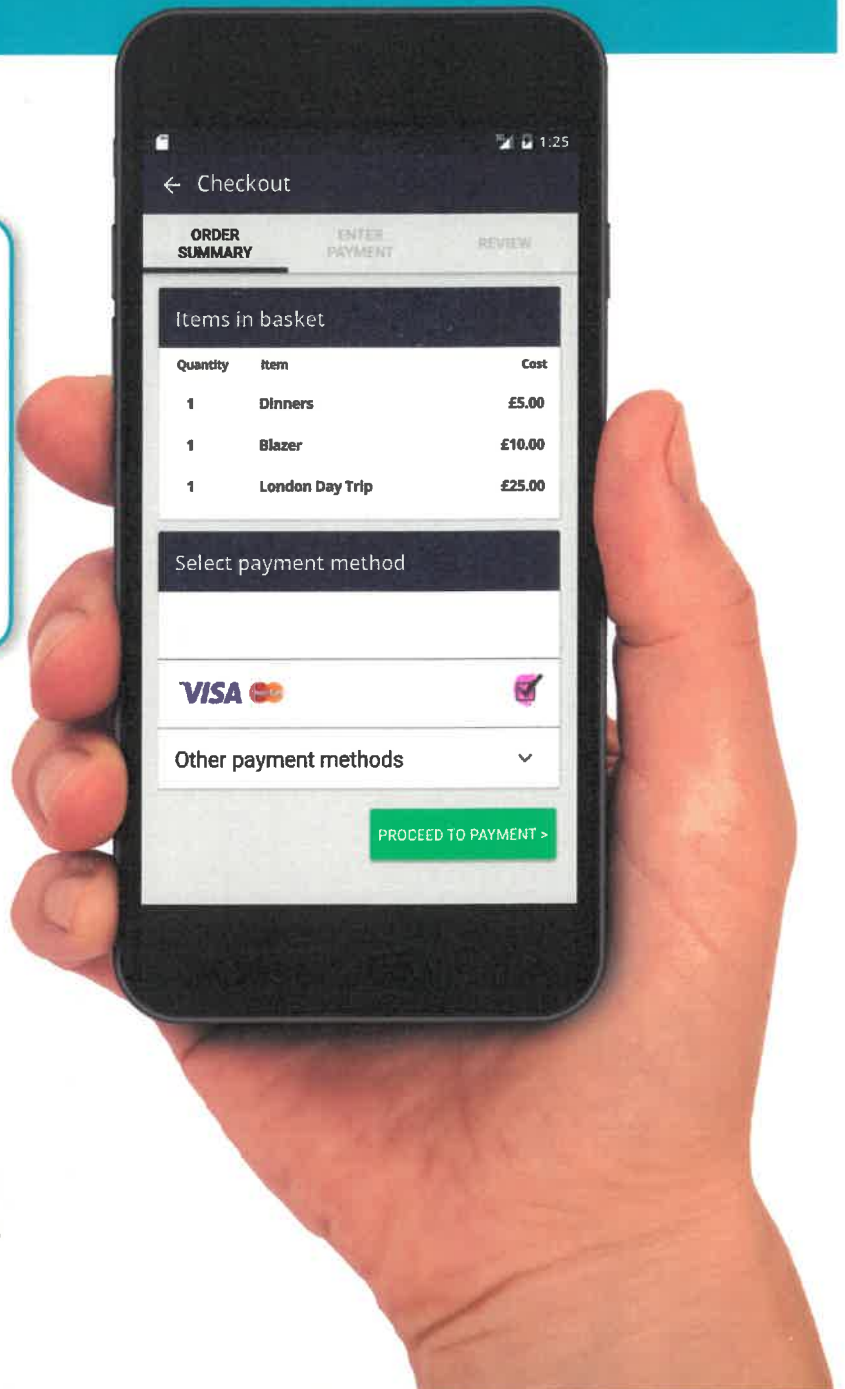 1:25
← Checkout
ORDER SUMMARY ENTER PAYMENT REVIEW
Items in basket
Quantity Item Cost
1 Dinners £5.00
1 Blazer £10.00
1 London Day Trip £25.00
Select payment method
VISA
Other payment methods
PROCEED TO PAYMENT >